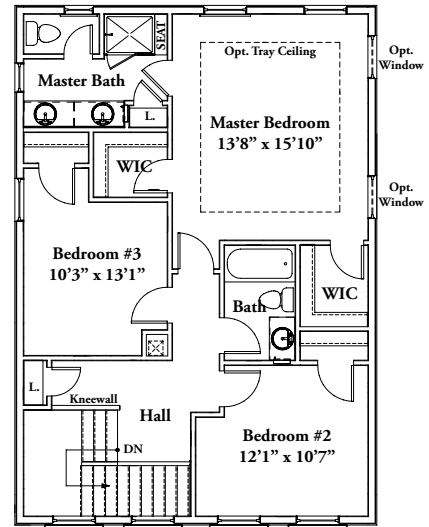 SEAT
Opt. Tray Ceiling
Opt.
Window
Master Bath
L.
Master Bedroom
13'8" x 15'10"
WIC
Opt.
Window
Bedroom #3
10'3" x 13'1"
Bath
WIC
L.
Kneewall
Hall
DN
Bedroom #2
12'1" x 10'7"